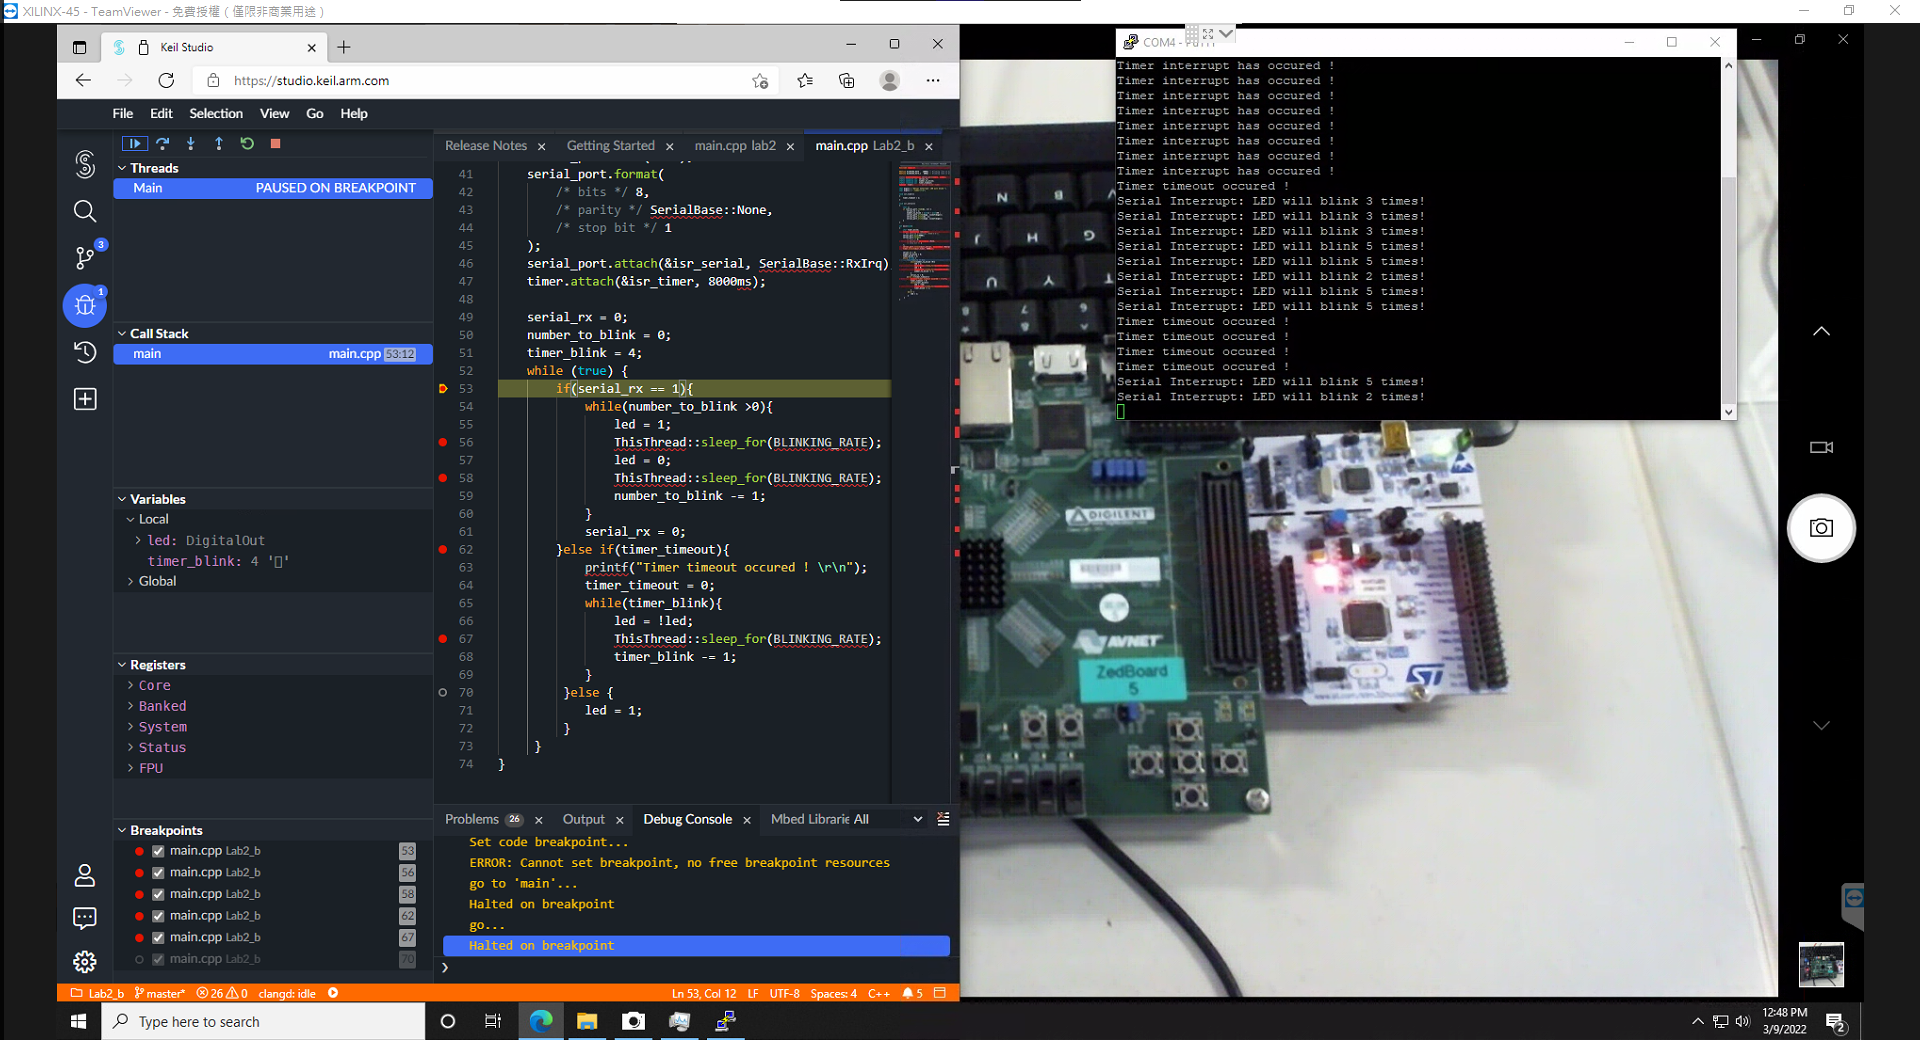 XILINX-45 - TeamViewer - 免費授權（僅限非商業用途）
Keil Studio
https://studio.keil.arm.com
File Edit Selection View Go Help
Threads
Main PAUSED ON BREAKPOINT
Call Stack
main main.cpp 53:12
Variables
Local
led: DigitalOut
timer_blink: 4 '▯'
Global
Registers
Core
Banked
System
Status
FPU
Breakpoints
main.cpp Lab2_b 53
main.cpp Lab2_b 56
main.cpp Lab2_b 58
main.cpp Lab2_b 62
main.cpp Lab2_b 67
main.cpp Lab2_b 70
3
1
Release Notes Getting Started main.cpp lab2 main.cpp Lab2_b
41 serial_port.format(
42 /* bits */ 8,
43 /* parity */ SerialBase::None,
44 /* stop bit */ 1
45 );
46 serial_port.attach(&isr_serial, SerialBase::RxIrq)
47 timer.attach(&isr_timer, 8000ms);
48
49 serial_rx = 0;
50 number_to_blink = 0;
51 timer_blink = 4;
52 while (true) {
53 if(serial_rx == 1){
54 while(number_to_blink >0){
55 led = 1;
56 ThisThread::sleep_for(BLINKING_RATE);
57 led = 0;
58 ThisThread::sleep_for(BLINKING_RATE);
59 number_to_blink -= 1;
60 }
61 serial_rx = 0;
62 }else if(timer_timeout){
63 printf("Timer timeout occured ! \r\n");
64 timer_timeout = 0;
65 while(timer_blink){
66 led = !led;
67 ThisThread::sleep_for(BLINKING_RATE);
68 timer_blink -= 1;
69 }
70 }else {
71 led = 1;
72 }
73 }
74 }
Problems 26 Output Debug Console Mbed Librarie All
Set code breakpoint...
ERROR: Cannot set breakpoint, no free breakpoint resources
go to 'main'...
Halted on breakpoint
go...
Halted on breakpoint
Lab2_b master* 26 0 clangd: idle Ln 53, Col 12 LF UTF-8 Spaces: 4 C++ 5
COM4 - PuTTY
Timer interrupt has occured !
Timer interrupt has occured !
Timer interrupt has occured !
Timer interrupt has occured !
Timer interrupt has occured !
Timer interrupt has occured !
Timer interrupt has occured !
Timer interrupt has occured !
Timer timeout occured !
Serial Interrupt: LED will blink 3 times!
Serial Interrupt: LED will blink 3 times!
Serial Interrupt: LED will blink 3 times!
Serial Interrupt: LED will blink 5 times!
Serial Interrupt: LED will blink 5 times!
Serial Interrupt: LED will blink 2 times!
Serial Interrupt: LED will blink 5 times!
Serial Interrupt: LED will blink 5 times!
Timer timeout occured !
Timer timeout occured !
Timer timeout occured !
Timer timeout occured !
Serial Interrupt: LED will blink 5 times!
Serial Interrupt: LED will blink 2 times!
N B
J H G
U Y T
8 7 6
DIGILENT
AVNET
ZedBoard
5
ST
Type here to search
12:48 PM
3/9/2022
2